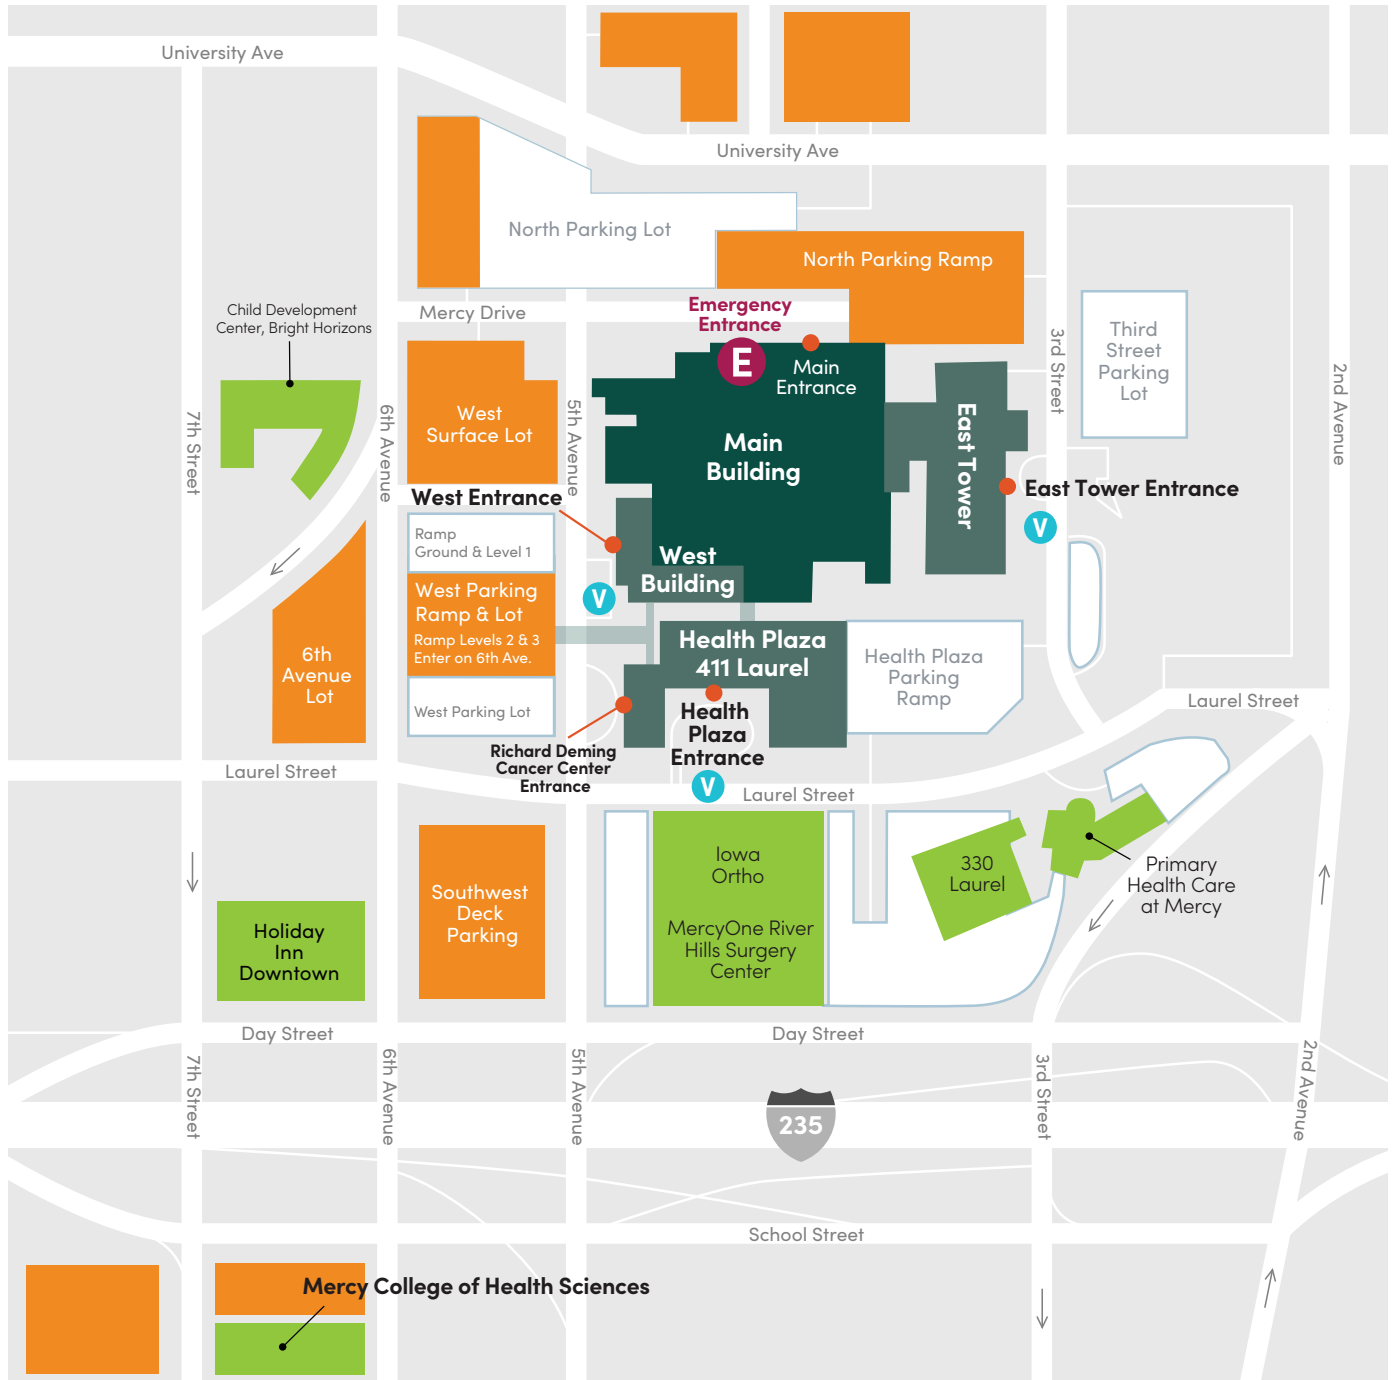 University Ave
University Ave
North Parking Lot
North Parking Ramp
Child Development
Center, Bright Horizons
Mercy Drive
Emergency
Entrance
E
Main
Entrance
Third
Street
Parking
Lot
3rd Street
2nd Avenue
7th Street
6th Avenue
West
Surface Lot
5th Avenue
Main
Building
East Tower
West Entrance
East Tower Entrance
V
Ramp
Ground & Level 1
West
Building
West Parking
Ramp & Lot
Ramp Levels 2 & 3
Enter on 6th Ave.
V
6th
Avenue
Lot
Health Plaza
411 Laurel
Health Plaza
Parking
Ramp
West Parking Lot
Laurel Street
Health
Plaza
Entrance
Richard Deming
Cancer Center
Entrance
V
Laurel Street
Laurel Street
Iowa
Ortho
MercyOne River
Hills Surgery
Center
330
Laurel
Primary
Health Care
at Mercy
Southwest
Deck
Parking
Holiday
Inn
Downtown
Day Street
Day Street
7th Street
6th Avenue
5th Avenue
235
3rd Street
2nd Avenue
School Street
Mercy College of Health Sciences